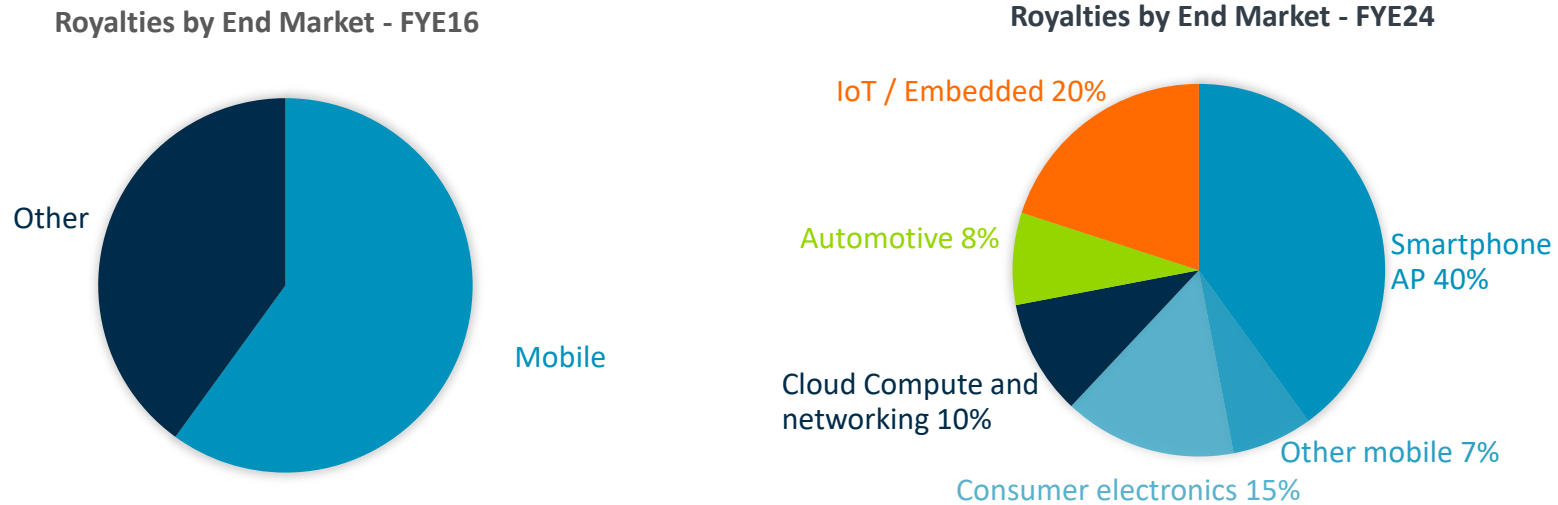 Royalties by End Market - FYE16
Other
Mobile
Royalties by End Market - FYE24
IoT / Embedded 20%
Automotive 8%
Smartphone
AP 40%
Cloud Compute and
networking 10%
Other mobile 7%
Consumer electronics 15%